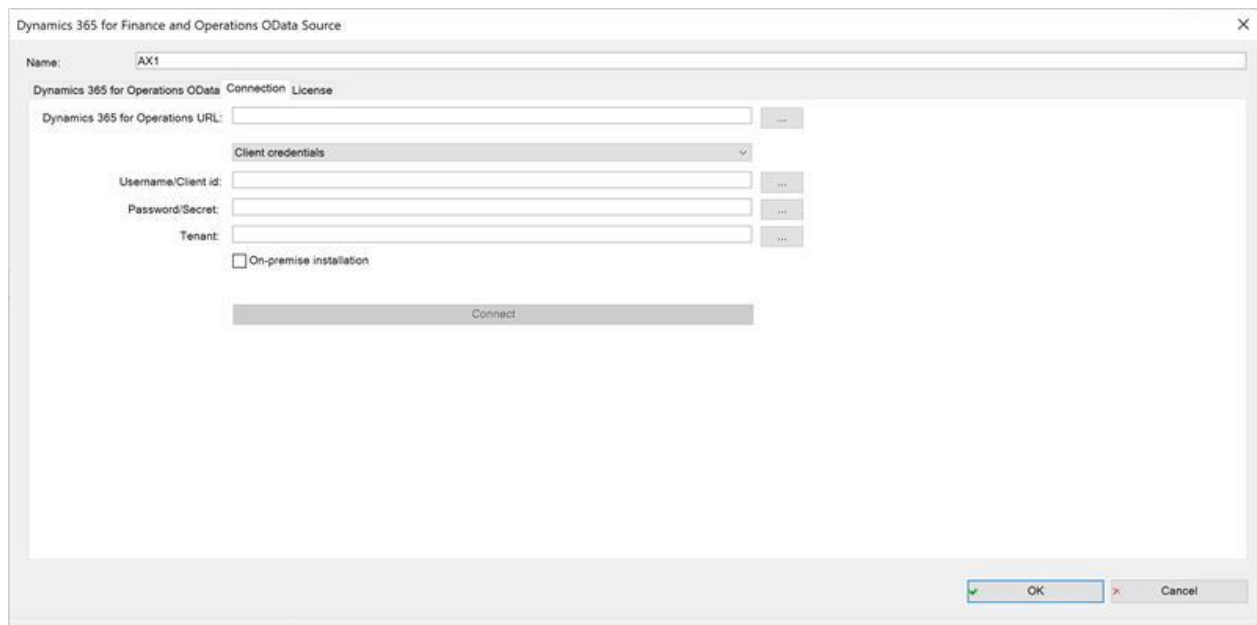 Dynamics 365 for Finance and Operations OData Source
Name: AX1
Dynamics 365 for Operations OData Connection License
Dynamics 365 for Operations URL: ...
Client credentials
Username/Client id: ...
Password/Secret: ...
Tenant: ...
On-premise installation
Connect
OK Cancel